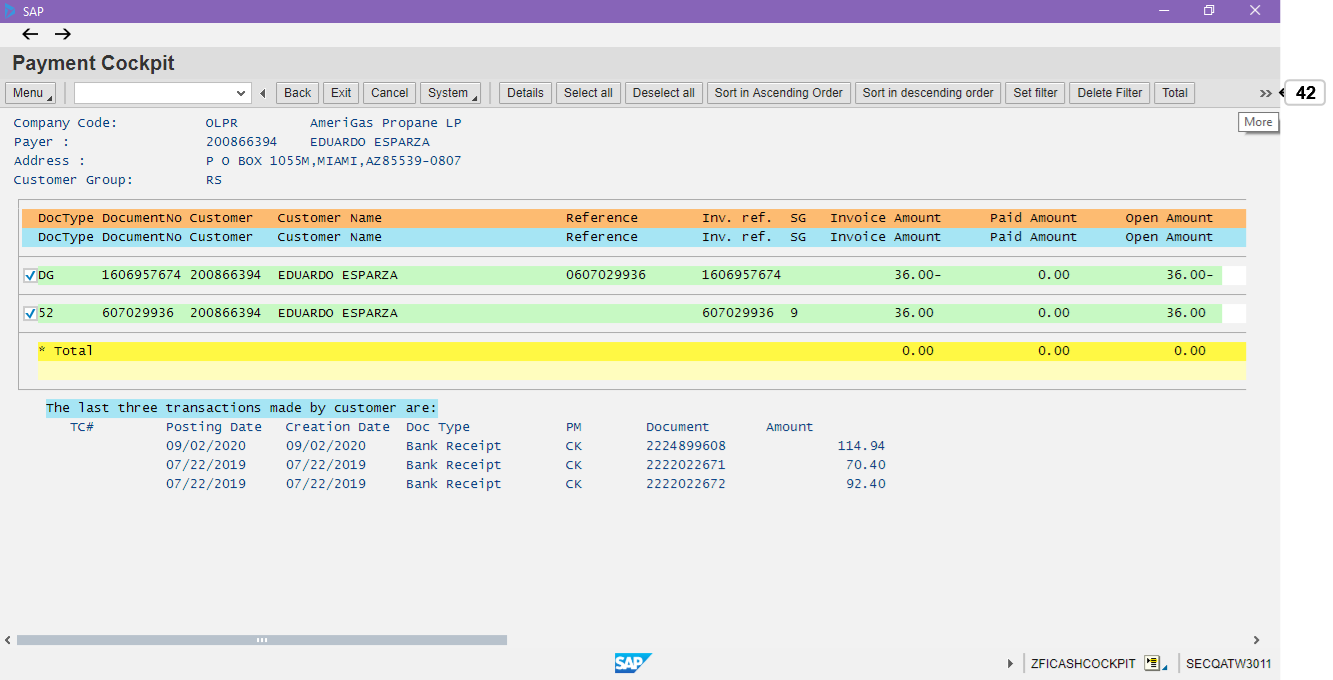 SAP
Payment Cockpit
Menu Back Exit Cancel System Details Select all Deselect all Sort in Ascending Order Sort in descending order Set filter Delete Filter Total 42
More
Company Code: OLPR AmeriGas Propane LP
Payer : 200866394 EDUARDO ESPARZA
Address : P O BOX 1055M,MIAMI,AZ85539-0807
Customer Group: RS
DocType DocumentNo Customer Customer Name Reference Inv. ref. SG Invoice Amount Paid Amount Open Amount
DocType DocumentNo Customer Customer Name Reference Inv. ref. SG Invoice Amount Paid Amount Open Amount
DG 1606957674 200866394 EDUARDO ESPARZA 0607029936 1606957674 36.00- 0.00 36.00-
52 607029936 200866394 EDUARDO ESPARZA 607029936 9 36.00 0.00 36.00
* Total 0.00 0.00 0.00
The last three transactions made by customer are:
TC# Posting Date Creation Date Doc Type PM Document Amount
09/02/2020 09/02/2020 Bank Receipt CK 2224899608 114.94
07/22/2019 07/22/2019 Bank Receipt CK 2222022671 70.40
07/22/2019 07/22/2019 Bank Receipt CK 2222022672 92.40
SAP ZFICASHCOCKPIT SECQATW3011